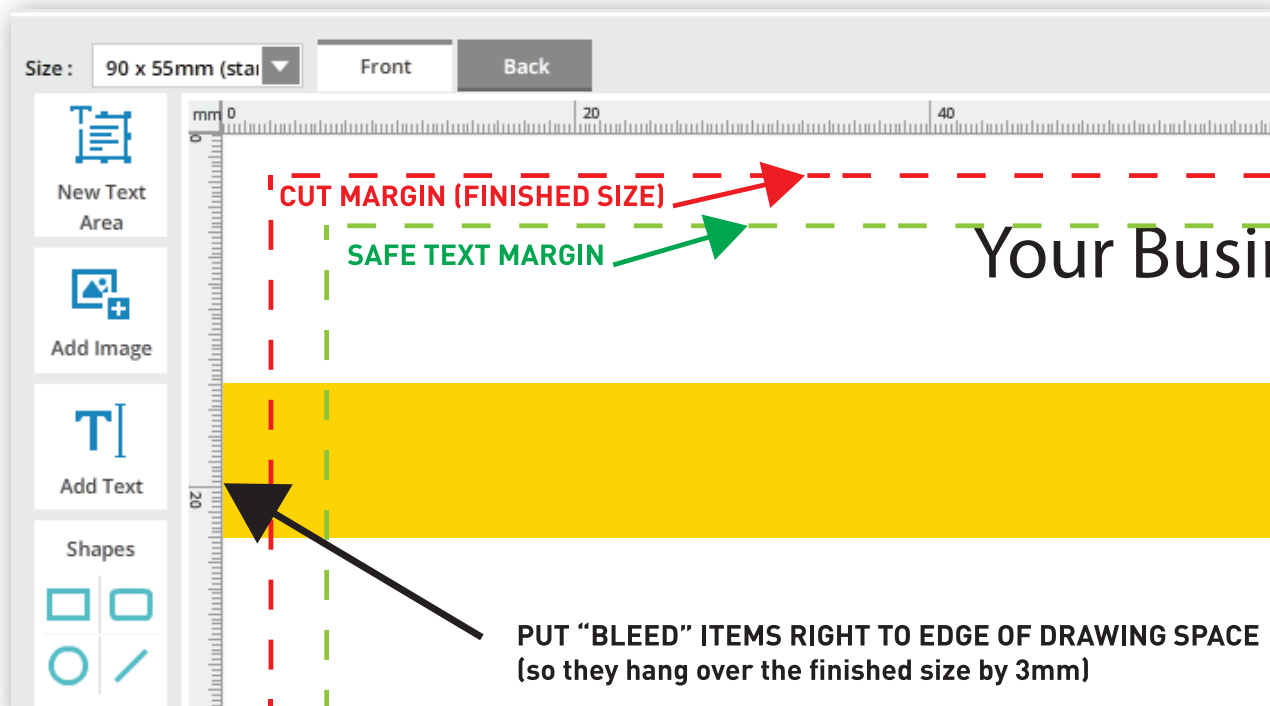 Size :
90 x 55mm (sta
Front
Back
mm
0
20
40
0
20
New Text
Area
Add Image
Add Text
Shapes
CUT MARGIN (FINISHED SIZE)
SAFE TEXT MARGIN
Your Busi
PUT “BLEED” ITEMS RIGHT TO EDGE OF DRAWING SPACE
(so they hang over the finished size by 3mm)